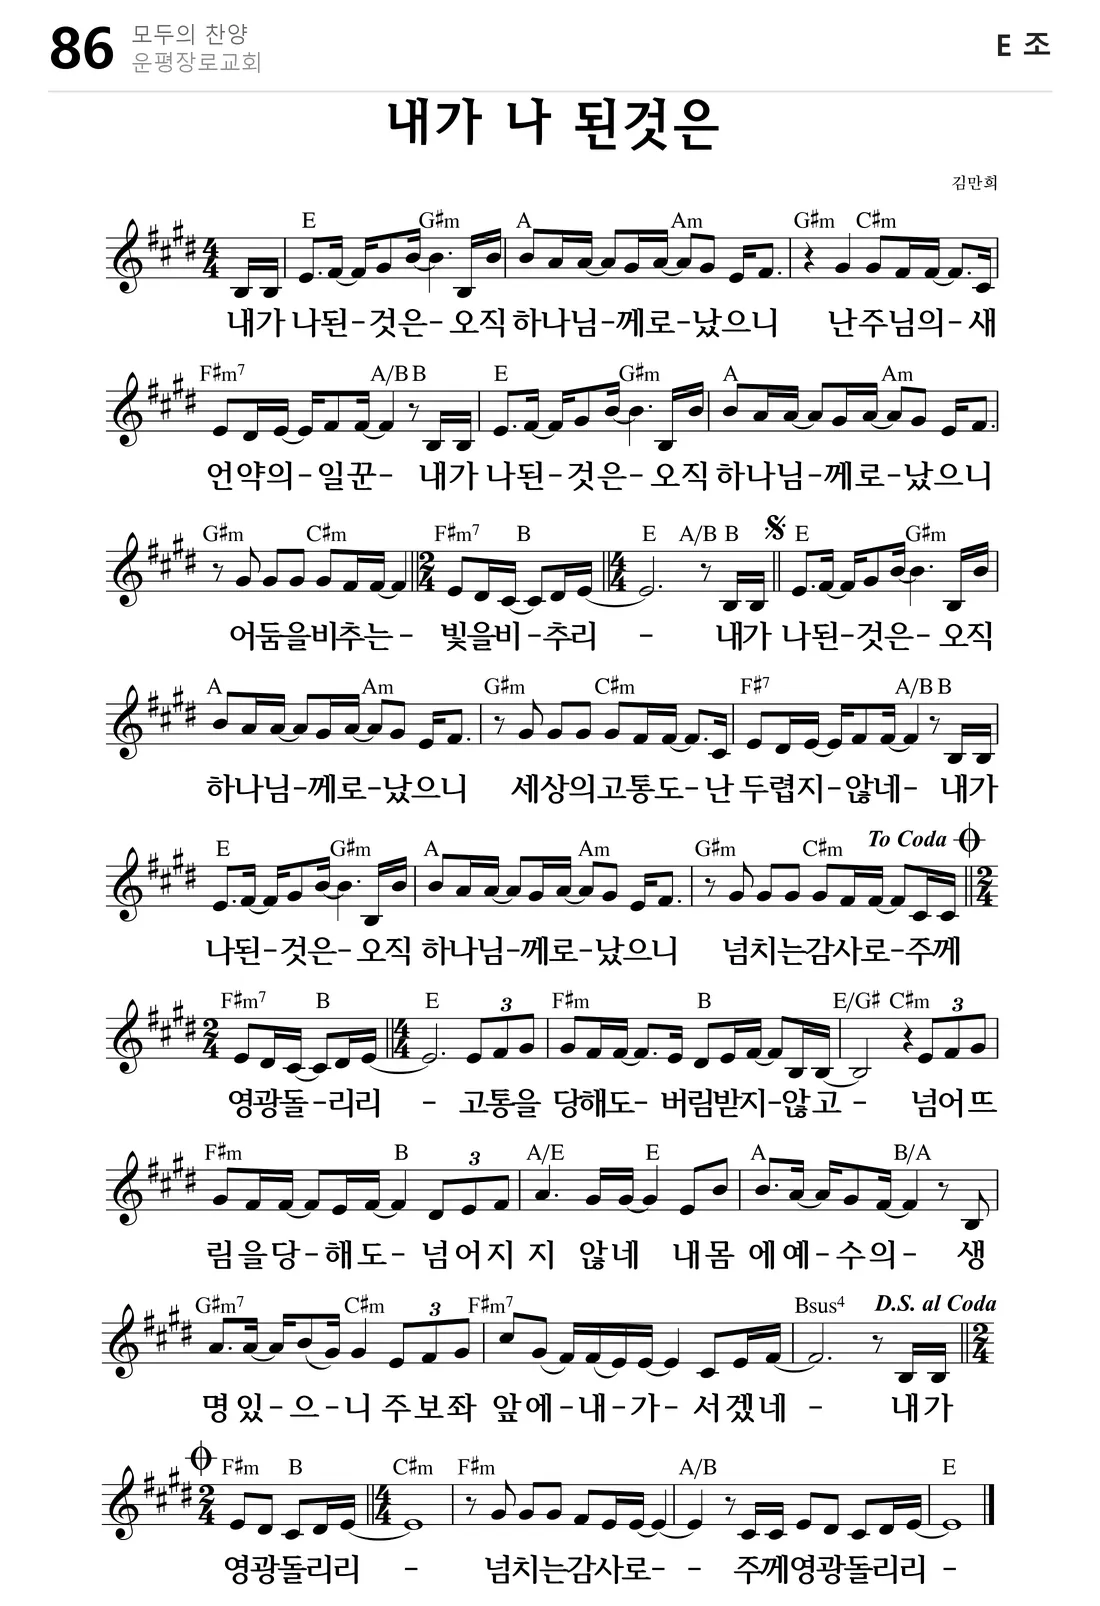 86 모두의 찬양
운평장로교회
E 조
내가 나 된것은
김만희
E G#m A Am G#m C#m
내가 나된-것은- 오직 하나님-께로-났으니 난주님의-새
F#m7 A/B B E G#m A Am
언약의-일꾼- 내가 나된-것은-오직 하나님-께로-났으니
G#m C#m F#m7 B E A/B B E G#m
어둠을비추는- 빛을비-추리 - 내가 나된-것은-오직
A Am G#m C#m F#7 A/B B
하나님-께로-났으니 세상의고통도-난 두렵지-않네- 내가
To Coda
E G#m A Am G#m C#m
나된-것은-오직 하나님-께로-났으니 넘치는감사로-주께
F#m7 B E 3 F#m B E/G# C#m 3
영광돌-리리 - 고통을 당해도- 버림받지-않고 - 넘어뜨
F#m B 3 A/E E A B/A
림을당-해도- 넘어지지 않네 내몸 에예-수의- 생
D.S. al Coda
G#m7 C#m 3 F#m7 Bsus4
명있-으-니 주보좌 앞에-내-가- 서겠네 - 내가
F#m B C#m F#m A/B E
영광돌리리 - 넘치는감사로- - 주께영광돌리리 -